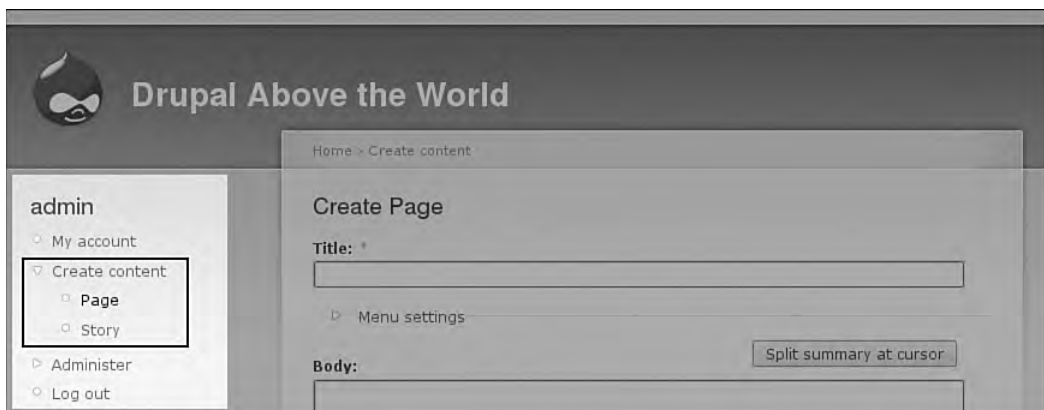 Drupal Above the World
Home > Create content
admin
My account
Create content
Page
Story
Administer
Log out
Create Page
Title: *
Menu settings
Split summary at cursor
Body: